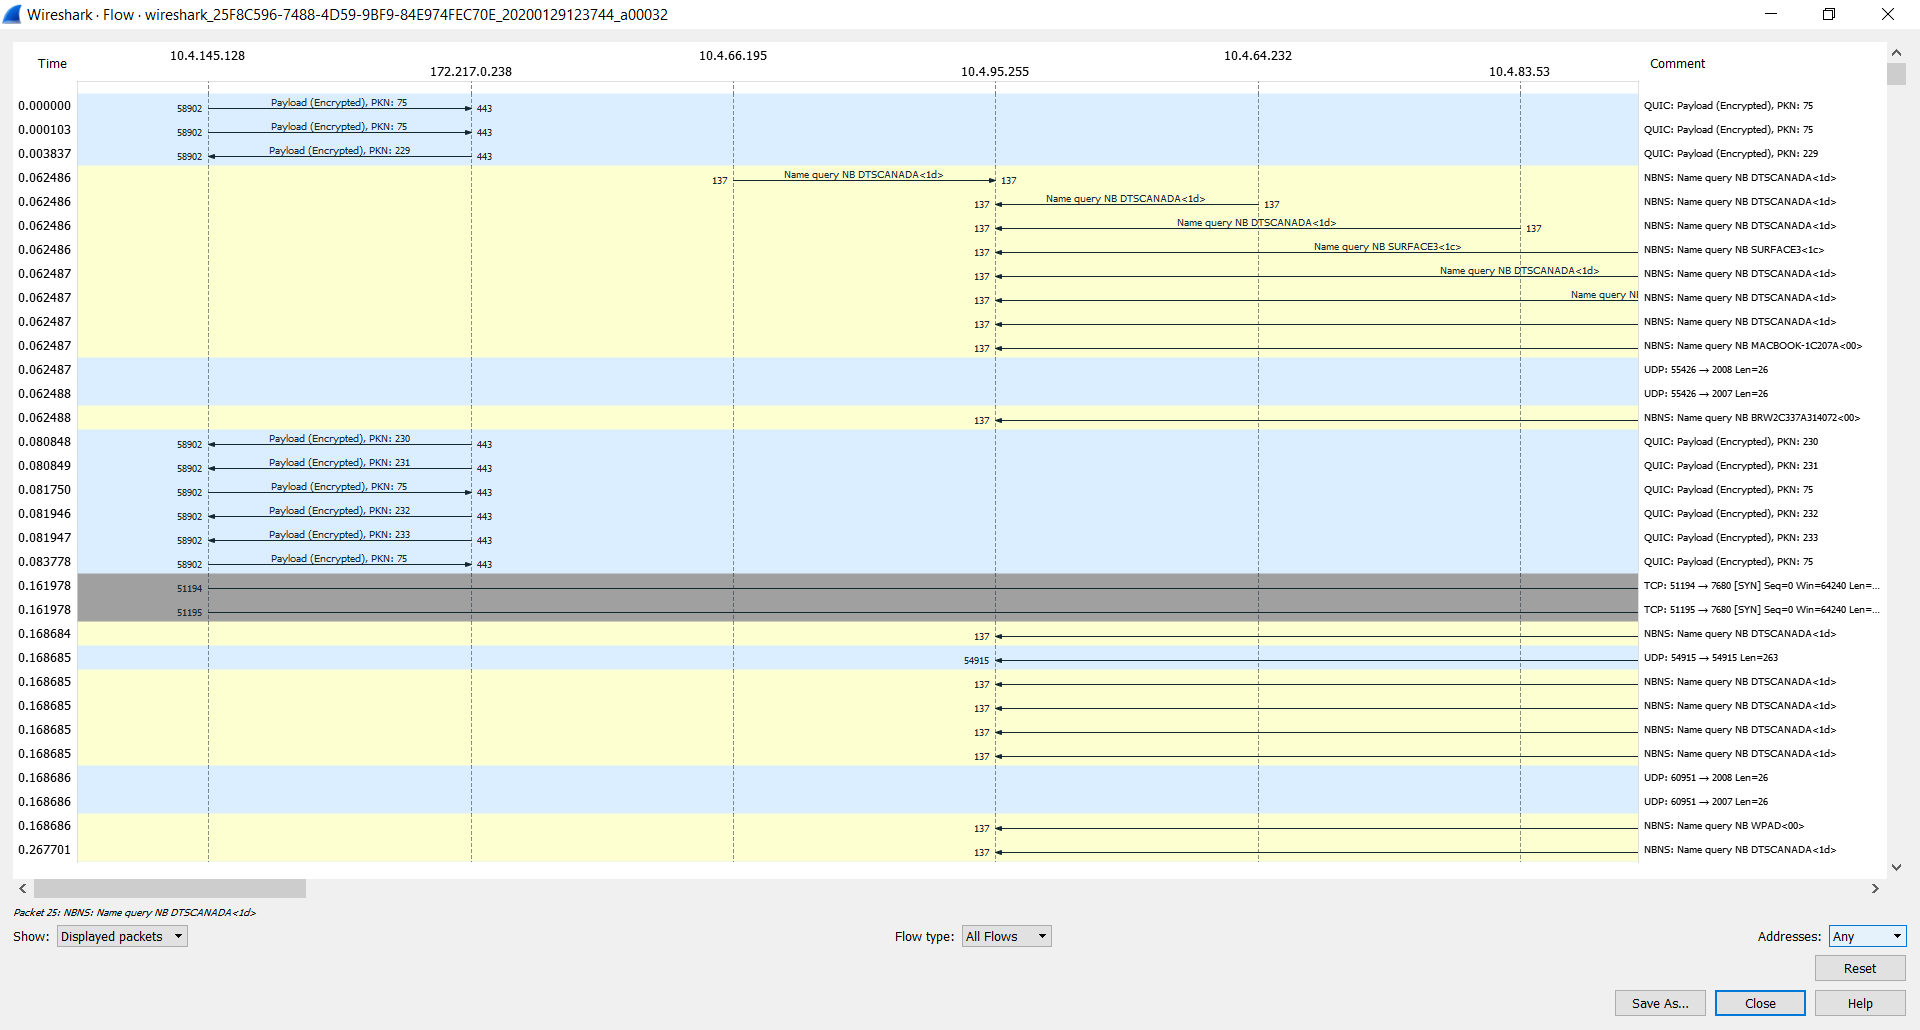 Wireshark · Flow · wireshark_25F8C596-7488-4D59-9BF9-84E974FEC70E_20200129123744_a00032
Time 10.4.145.128 172.217.0.238 10.4.66.195 10.4.95.255 10.4.64.232 10.4.83.53 Comment
0.000000 58902 Payload (Encrypted), PKN: 75 443 QUIC: Payload (Encrypted), PKN: 75
0.000103 58902 Payload (Encrypted), PKN: 75 443 QUIC: Payload (Encrypted), PKN: 75
0.003837 58902 Payload (Encrypted), PKN: 229 443 QUIC: Payload (Encrypted), PKN: 229
0.062486 137 Name query NB DTSCANADA<1d> 137 NBNS: Name query NB DTSCANADA<1d>
0.062486 137 Name query NB DTSCANADA<1d> 137 NBNS: Name query NB DTSCANADA<1d>
0.062486 137 Name query NB DTSCANADA<1d> 137 NBNS: Name query NB DTSCANADA<1d>
0.062486 137 Name query NB SURFACE3<1c> NBNS: Name query NB SURFACE3<1c>
0.062487 137 Name query NB DTSCANADA<1d> NBNS: Name query NB DTSCANADA<1d>
0.062487 137 Name query NB NBNS: Name query NB DTSCANADA<1d>
0.062487 137 NBNS: Name query NB DTSCANADA<1d>
0.062487 137 NBNS: Name query NB MACBOOK-1C207A<00>
0.062487 UDP: 55426 → 2008 Len=26
0.062488 UDP: 55426 → 2007 Len=26
0.062488 137 NBNS: Name query NB BRW2C337A314072<00>
0.080848 58902 Payload (Encrypted), PKN: 230 443 QUIC: Payload (Encrypted), PKN: 230
0.080849 58902 Payload (Encrypted), PKN: 231 443 QUIC: Payload (Encrypted), PKN: 231
0.081750 58902 Payload (Encrypted), PKN: 75 443 QUIC: Payload (Encrypted), PKN: 75
0.081946 58902 Payload (Encrypted), PKN: 232 443 QUIC: Payload (Encrypted), PKN: 232
0.081947 58902 Payload (Encrypted), PKN: 233 443 QUIC: Payload (Encrypted), PKN: 233
0.083778 58902 Payload (Encrypted), PKN: 75 443 QUIC: Payload (Encrypted), PKN: 75
0.161978 51194 TCP: 51194 → 7680 [SYN] Seq=0 Win=64240 Len=...
0.161978 51195 TCP: 51195 → 7680 [SYN] Seq=0 Win=64240 Len=...
0.168684 137 NBNS: Name query NB DTSCANADA<1d>
0.168685 54915 UDP: 54915 → 54915 Len=263
0.168685 137 NBNS: Name query NB DTSCANADA<1d>
0.168685 137 NBNS: Name query NB DTSCANADA<1d>
0.168685 137 NBNS: Name query NB DTSCANADA<1d>
0.168685 137 NBNS: Name query NB DTSCANADA<1d>
0.168686 UDP: 60951 → 2008 Len=26
0.168686 UDP: 60951 → 2007 Len=26
0.168686 137 NBNS: Name query NB WPAD<00>
0.267701 137 NBNS: Name query NB DTSCANADA<1d>
Packet 25: NBNS: Name query NB DTSCANADA<1d>
Show: Displayed packets Flow type: All Flows Addresses: Any
Reset
Save As... Close Help